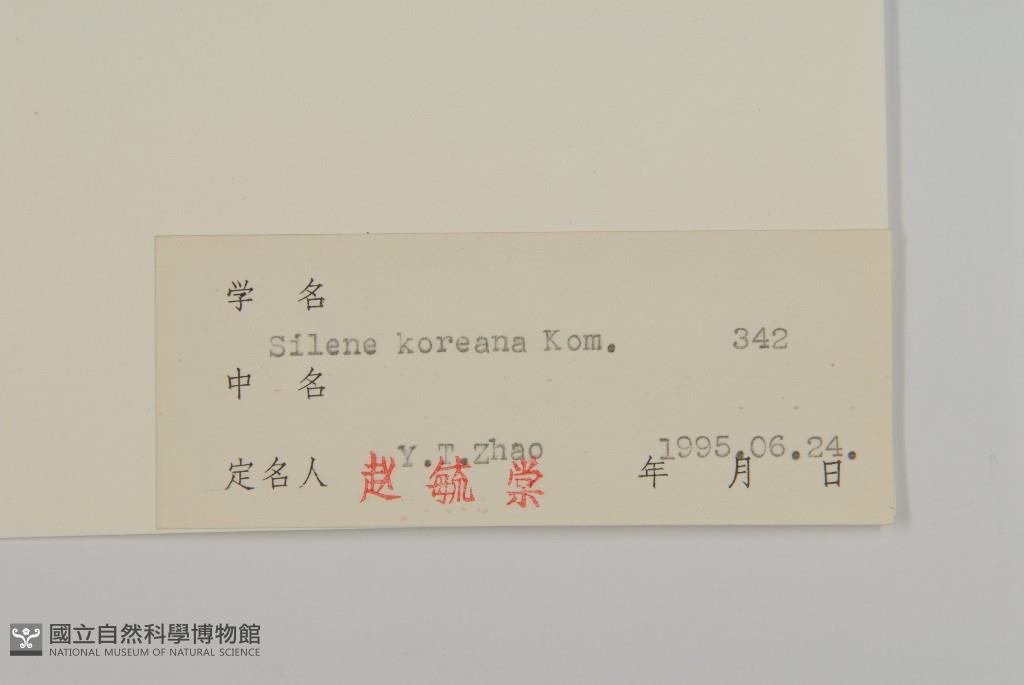 学 名
Silene koreana Kom. 342
中 名
Y.T.Zhao 1995.06.24.
定名人 赵毓棠 年 月 日
國立自然科學博物館
NATIONAL MUSEUM OF NATURAL SCIENCE